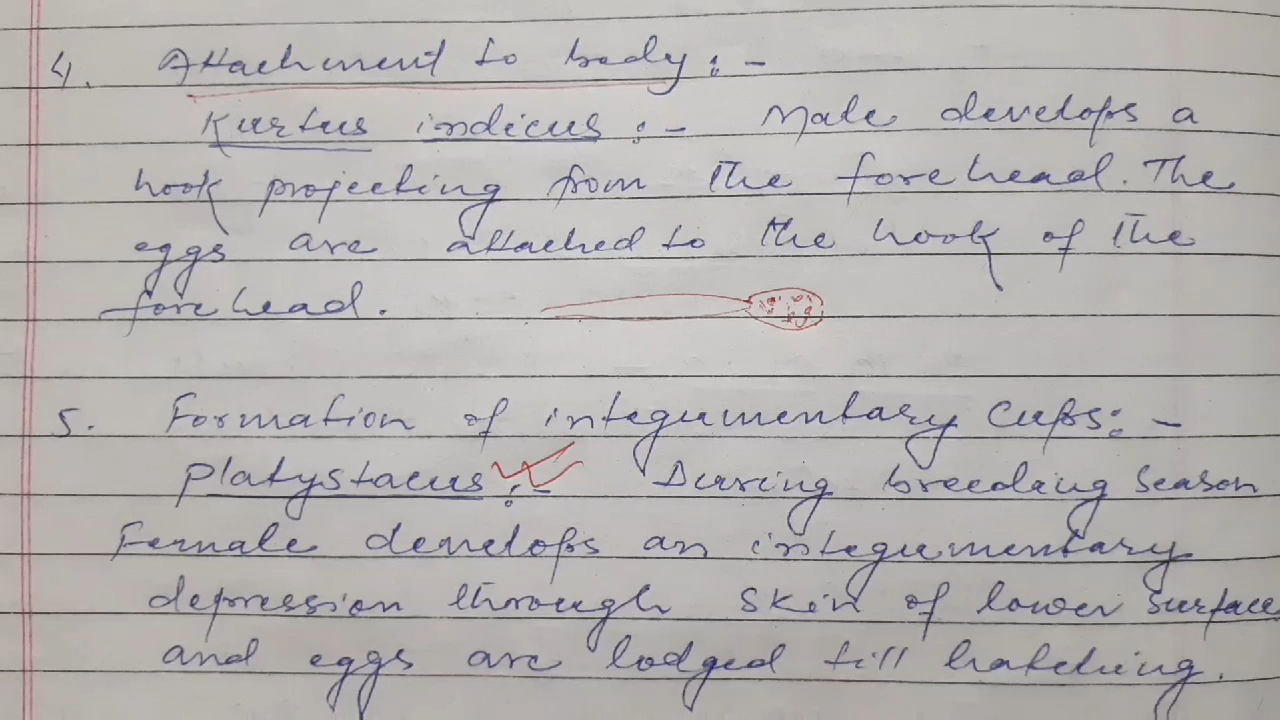 4. Attachment to body : -
Kurtus indicus : - Male develops a
hook projecting from the forehead. The
eggs are attached to the hook of the
forehead.
5. Formation of integumentary Cups: -
Platystacus : - During breeding season
Female develops an integumentary
depression through skin of lower surface
and eggs are lodged till hatching.